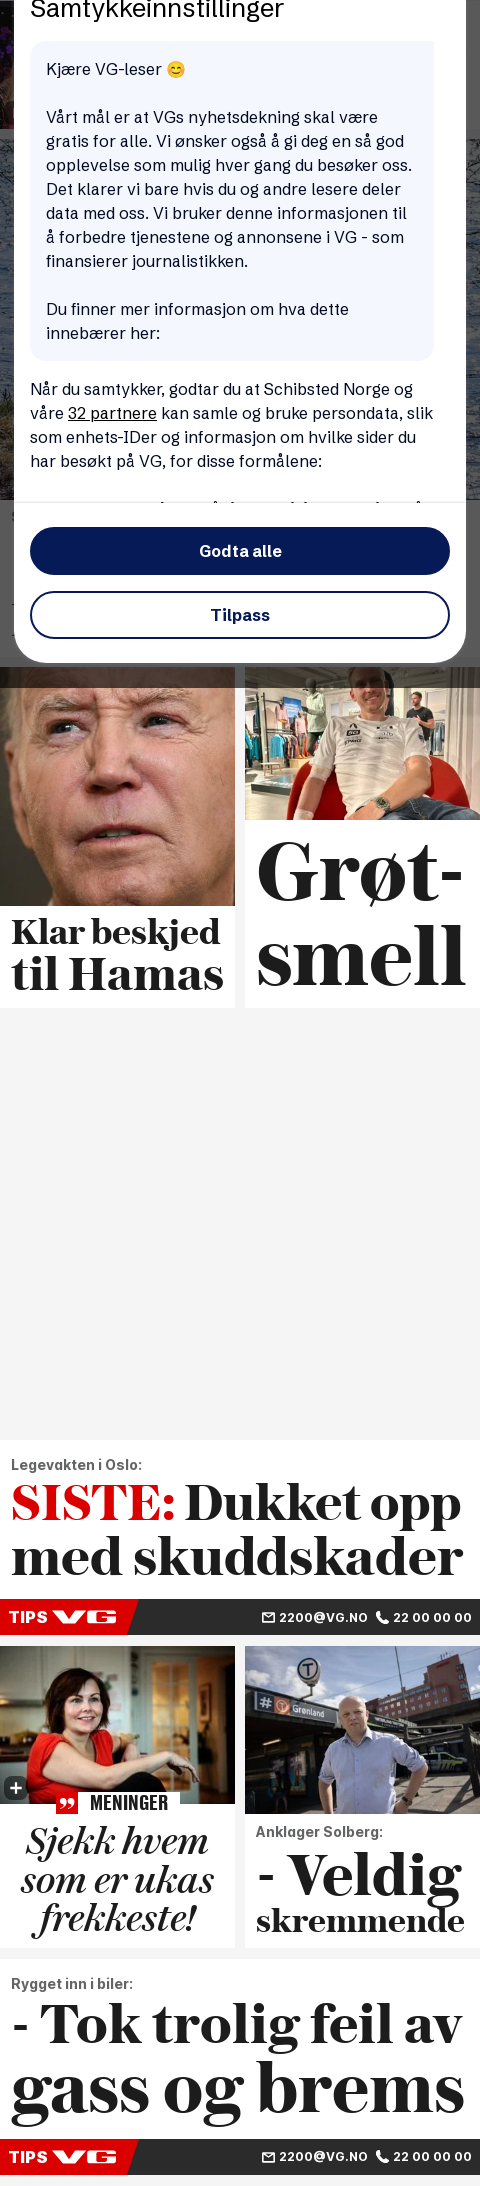 Samtykkeinnstillinger
Kjære VG-leser 😊
Vårt mål er at VGs nyhetsdekning skal være
gratis for alle. Vi ønsker også å gi deg en så god
opplevelse som mulig hver gang du besøker oss.
Det klarer vi bare hvis du og andre lesere deler
data med oss. Vi bruker denne informasjonen til
å forbedre tjenestene og annonsene i VG - som
finansierer journalistikken.
Du finner mer informasjon om hva dette
innebærer her:
Når du samtykker, godtar du at Schibsted Norge og
våre 32 partnere kan samle og bruke persondata, slik
som enhets-IDer og informasjon om hvilke sider du
har besøkt på VG, for disse formålene:
Godta alle
Tilpass
Klar beskjed
til Hamas
Grøt-
smell
Legevakten i Oslo:
SISTE: Dukket opp
med skuddskader
TIPS VG 2200@VG.NO 22 00 00 00
MENINGER
Sjekk hvem
som er ukas
frekkeste!
# T Grønland
Anklager Solberg:
- Veldig
skremmende
Rygget inn i biler:
- Tok trolig feil av
gass og brems
TIPS VG 2200@VG.NO 22 00 00 00